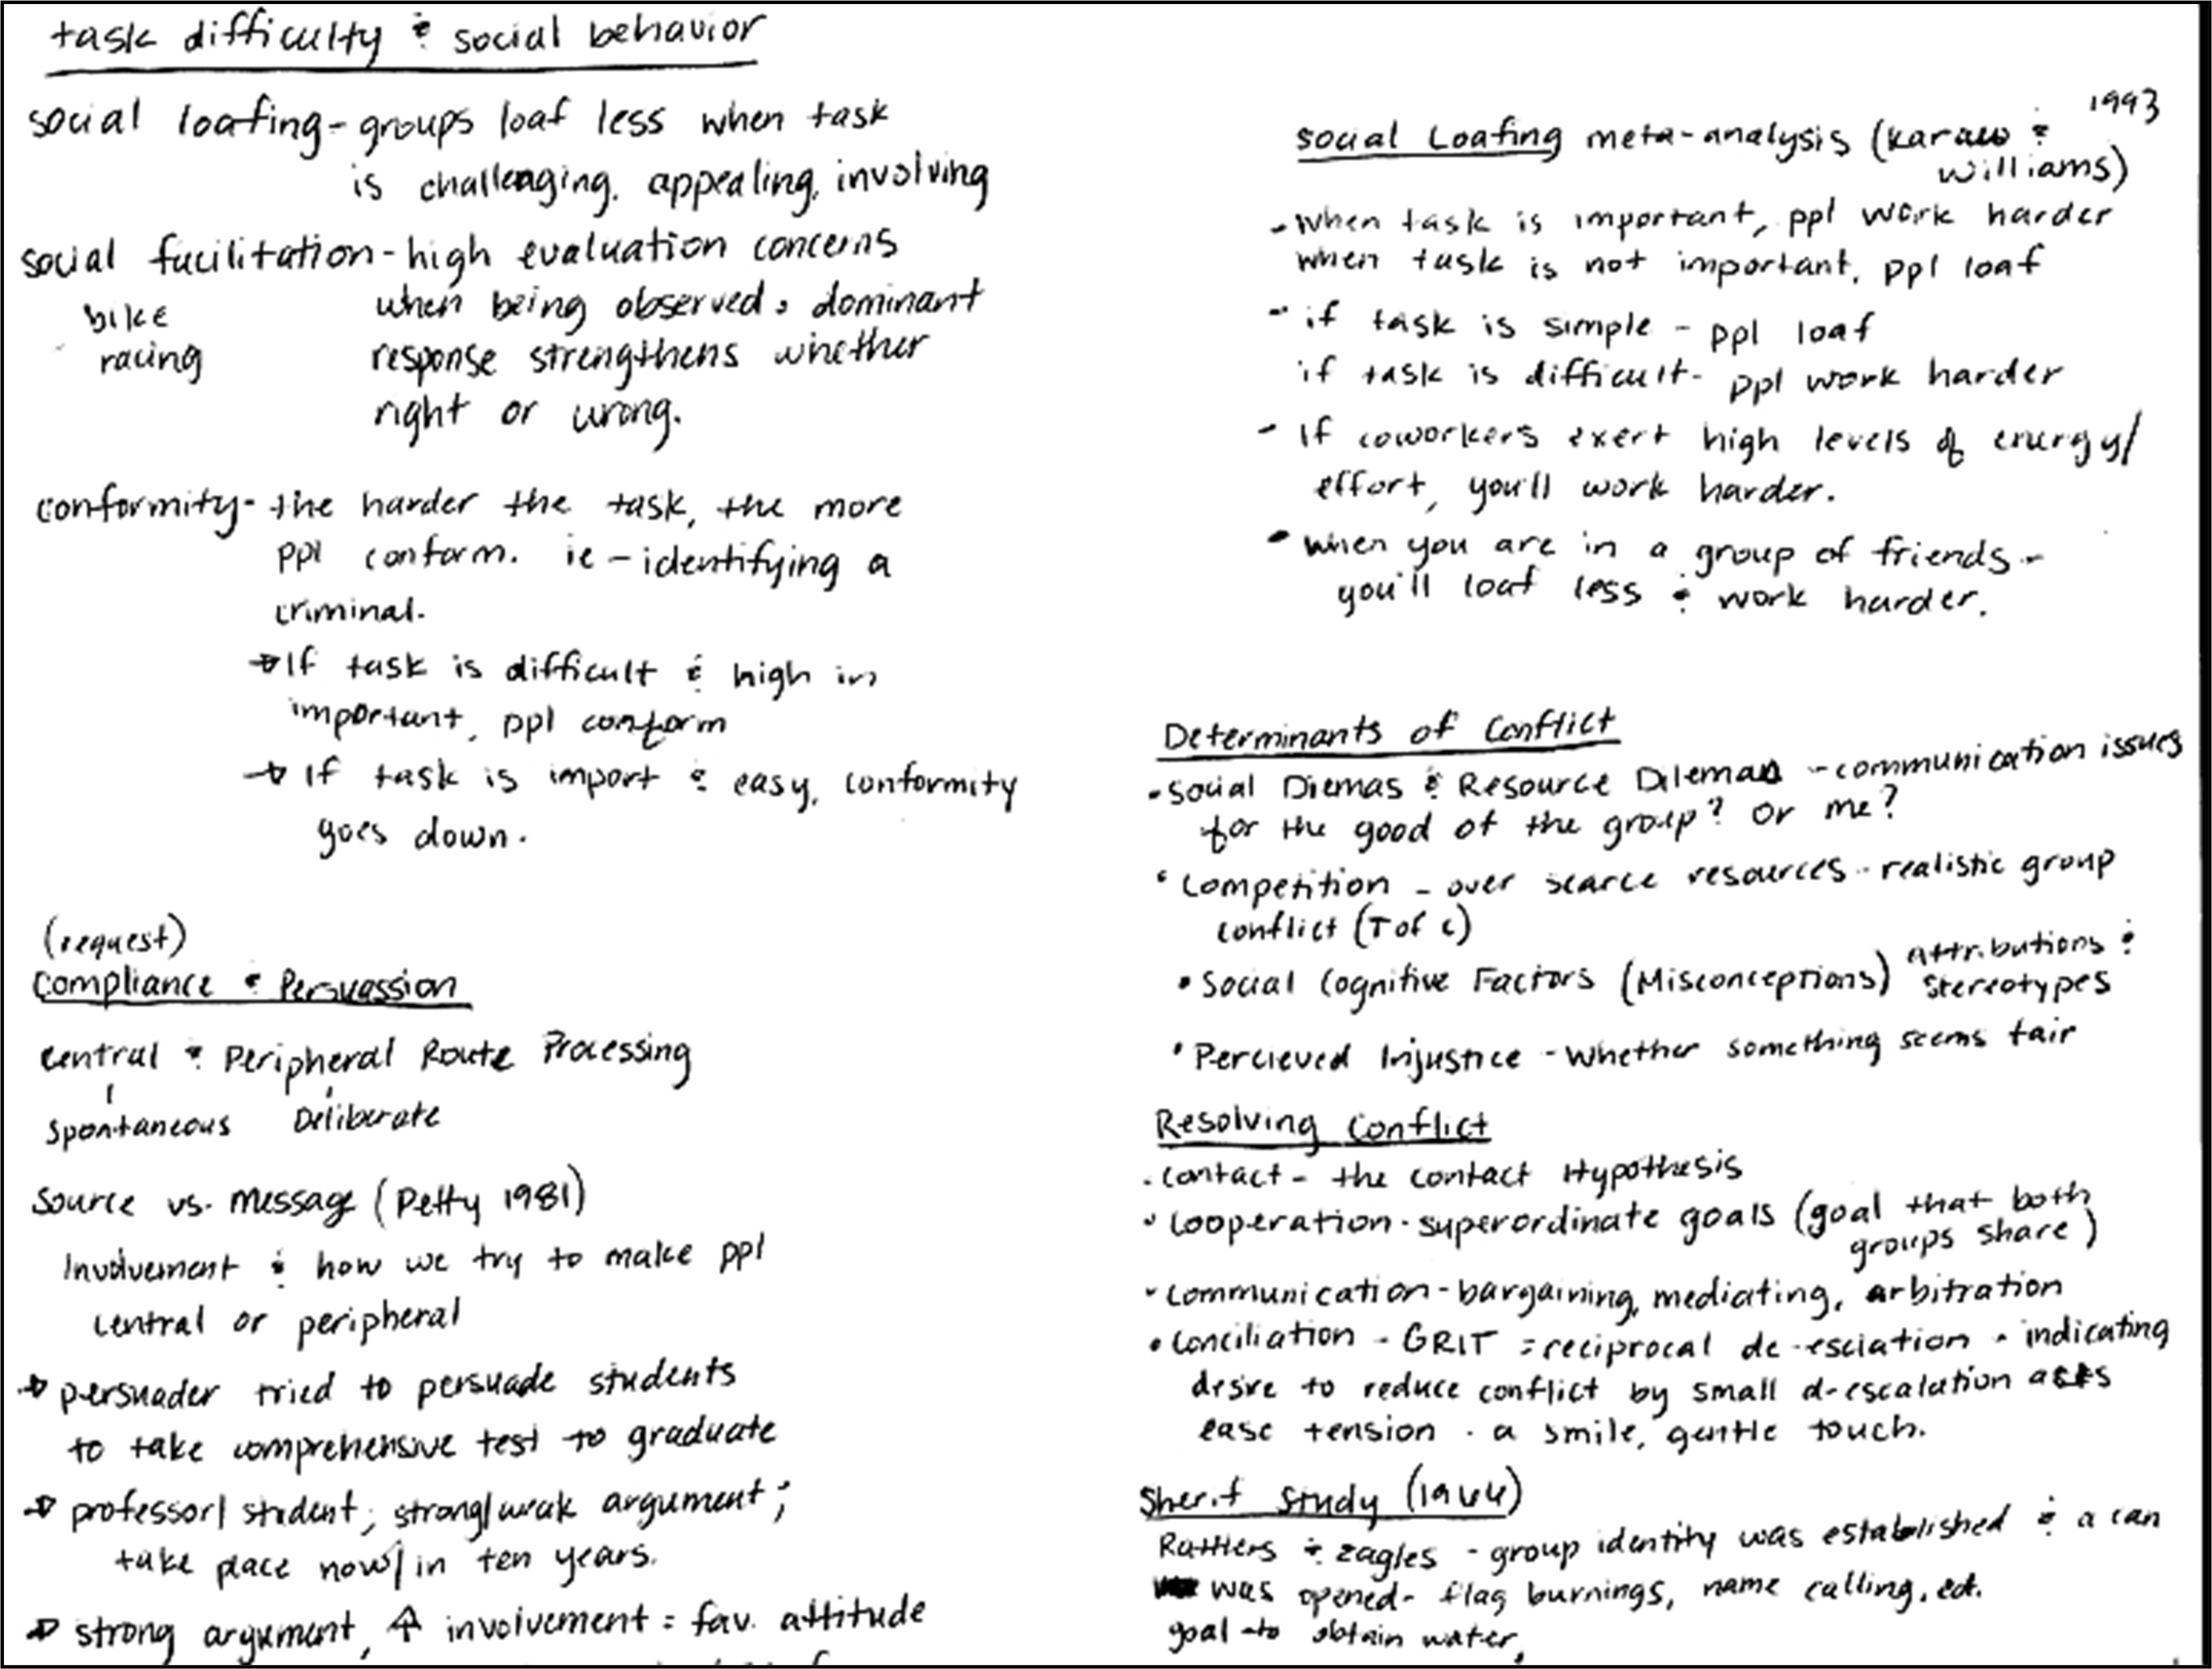 task difficulty & social behavior
social loafing - groups loaf less when task
is challenging, appealing, involving
social facilitation - high evaluation concerns
when being observed, dominant
bike
response strengthens whether
racing
right or wrong.
conformity - the harder the task, the more
ppl conform. ie - identifying a
criminal.
→ If task is difficult & high in
important, ppl conform
→ If task is import & easy, conformity
goes down.
(request)
Compliance & Persuassion
Central & Peripheral Route Processing
Spontaneous Deliberate
Source vs. message (Petty 1981)
Involvement & how we try to make ppl
central or peripheral
→ persuader tried to persuade students
to take comprehensive test to graduate
→ professor/student; strong/weak argument;
take place now/in ten years.
→ strong argument, ↑ involvement = fav. attitude
1993
Social Loafing meta-analysis (Karau &
Williams)
- When task is important, ppl work harder
when task is not important, ppl loaf
- if task is simple - ppl loaf
if task is difficult - ppl work harder
- If coworkers exert high levels of energy/
effort, you'll work harder.
- when you are in a group of friends -
you'll loaf less & work harder.
Determinants of Conflict
• Social Diemas & Resource Dilemas - communication issues
for the good of the group? Or me?
• Competition - over scarce resources - realistic group
conflict (T of C)
• Social Cognitive Factors (Misconceptions) attributions &
stereotypes
• Percieved Injustice - whether something seems fair
Resolving Conflict
• Contact - the Contact Hypothesis
• Cooperation - superordinate goals (goal that both
groups share)
• Communication - bargaining, mediating, arbitration
• Conciliation - GRIT = reciprocal de-esclation - indicating
desire to reduce conflict by small d-escalation acts
ease tension - a smile, gentle touch.
Sherif Study (1966)
Rattlers & Eagles - group identity was established & a can
was opened - flag burnings, name calling, ect.
goal to obtain water,